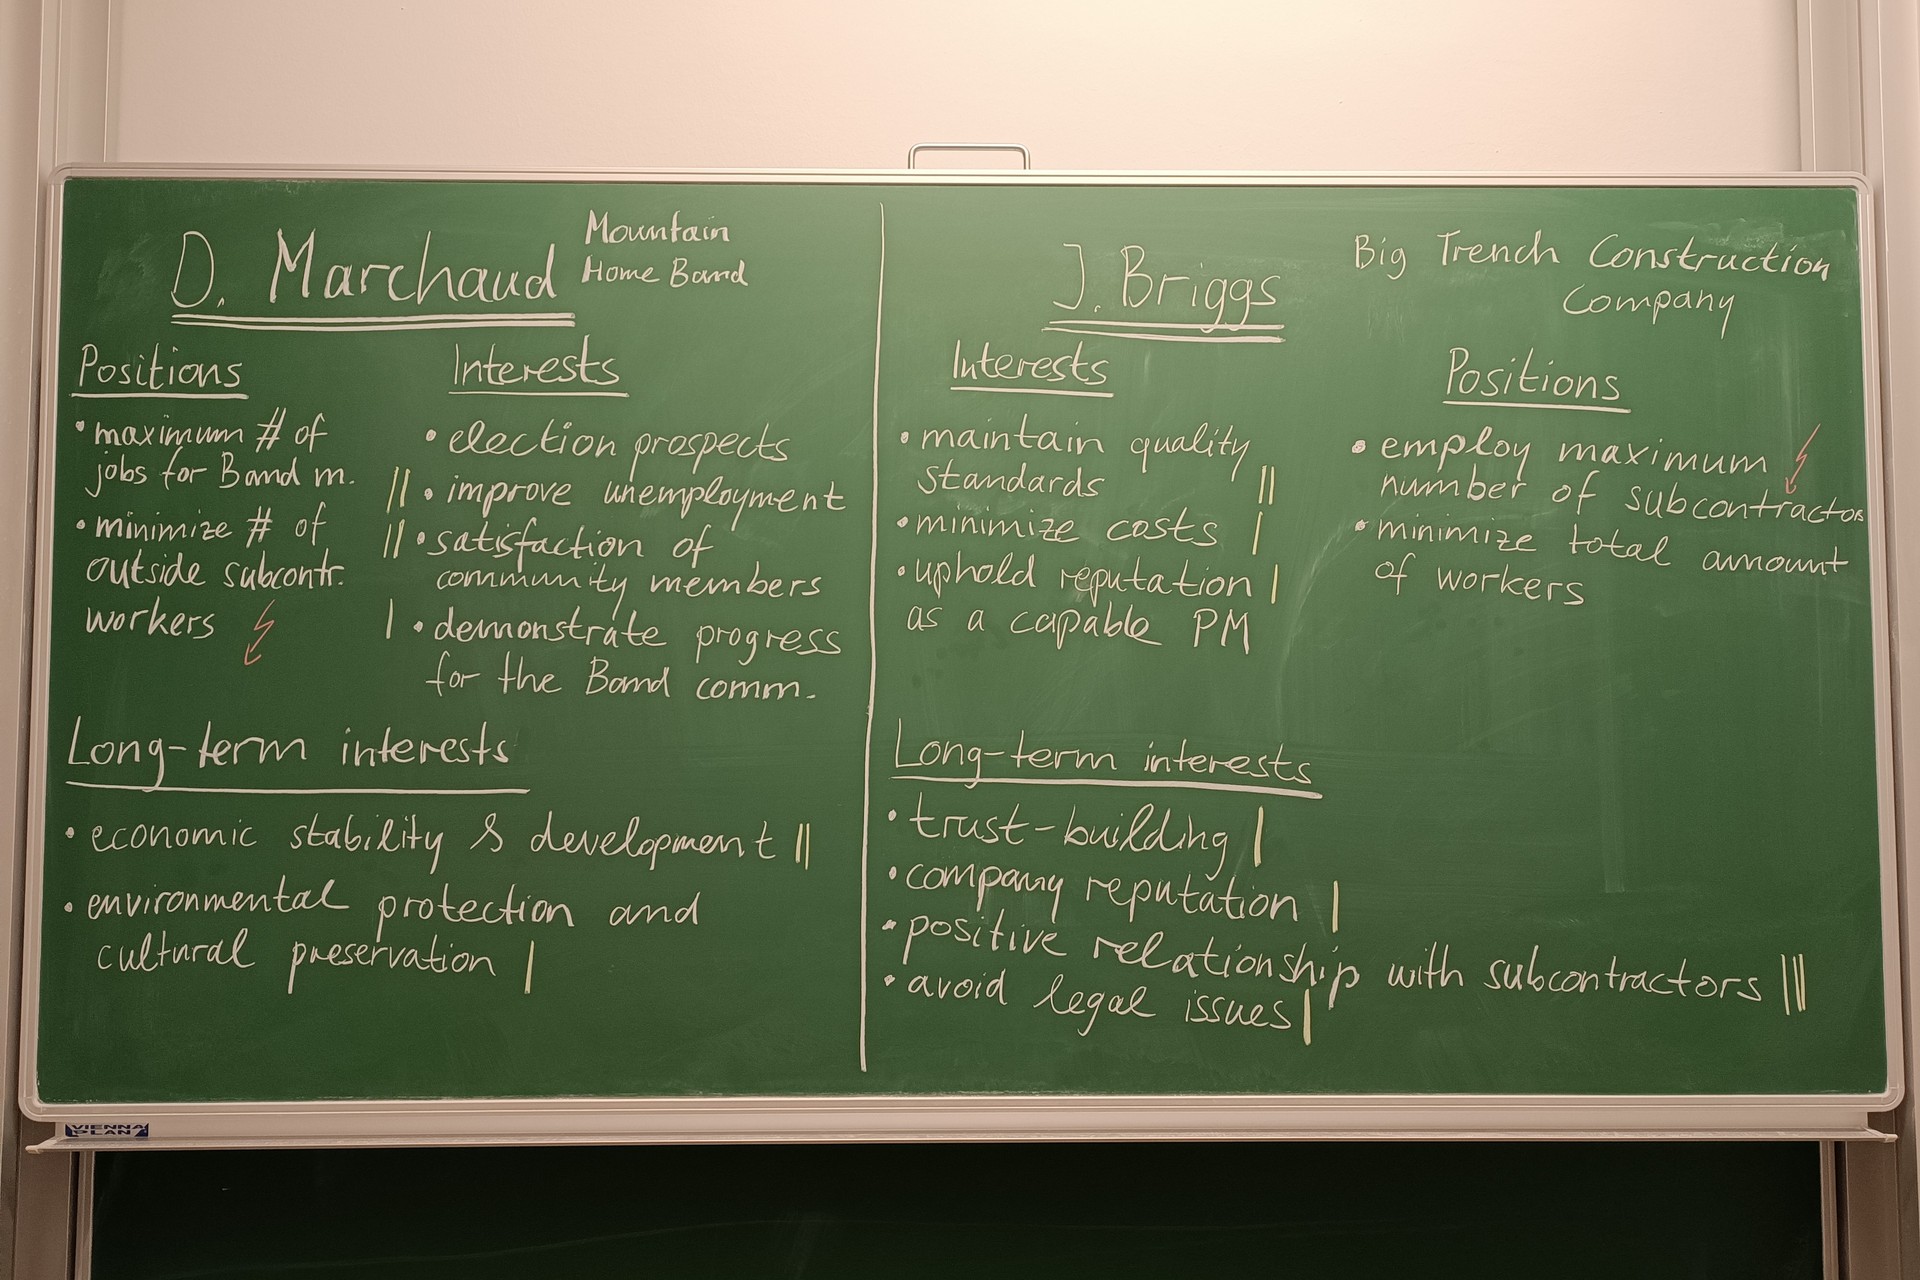 D. Marchaud
Mountain
Home Band
Positions
• maximum # of
jobs for Band m.
• minimize # of
outside subcontr.
workers
Interests
• election prospects
|| • improve unemployment
|| • satisfaction of
community members
| • demonstrate progress
for the Band comm.
Long-term interests
• economic stability & development ||
• environmental protection and
cultural preservation |
J. Briggs
Big Trench Construction
Company
Interests
• maintain quality
standards ||
• minimize costs |
• uphold reputation |
as a capable PM
Positions
• employ maximum
number of subcontractors
• minimize total amount
of workers
Long-term interests
• trust-building |
• company reputation |
• positive relationship with subcontractors |||
• avoid legal issues |
VIENNA
PLAN